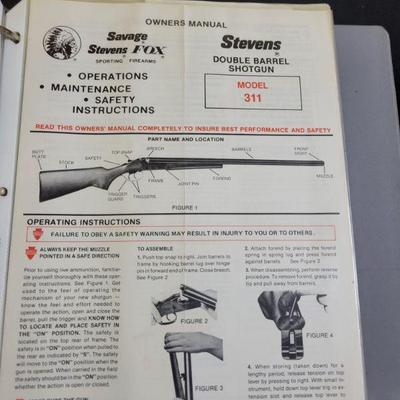 OWNERS MANUAL
Savage
Stevens FOX
SPORTING FIREARMS
• OPERATIONS
• MAINTENANCE
• SAFETY
INSTRUCTIONS
Stevens
DOUBLE BARREL
SHOTGUN
MODEL
311
READ THIS OWNERS' MANUAL COMPLETELY TO INSURE BEST PERFORMANCE AND SAFETY
PART NAME AND LOCATION
BUTT PLATE
STOCK
SAFETY
TOP SNAP
BREECH
BARRELS
FRONT SIGHT
TRIGGER GUARD
TRIGGERS
FRAME
JOINT PIN
FOREND
MUZZLE
FIGURE 1
OPERATING INSTRUCTIONS
FAILURE TO OBEY A SAFETY WARNING MAY RESULT IN INJURY TO YOU OR TO OTHERS.
ALWAYS KEEP THE MUZZLE
POINTED IN A SAFE DIRECTION
Prior to using live ammunition, familiar-
ize yourself thoroughly with these oper-
ating instructions. See Figure 1. Get
used to the feel of operating the
mechanism of your new shotgun —
know the feel and effort needed to
operate the action, open and close the
barrel, pull the trigger and KNOW HOW
TO LOCATE AND PLACE SAFETY IN
THE "ON" POSITION. The safety is
located on the top rear of the frame. The
safety is in "ON" position when pulled to
the rear as indicated by "S". The safety
will move to the "ON" position when the
gun is opened. When carried in the field
the safety should be in the "ON" position
whether the action is open or closed.
TO ASSEMBLE
1. Push top snap to right. Join barrels to
frame by hooking barrel lug over hinge
pin in forward end of frame. Close breech.
See Figure 2
FIGURE 2
FIGURE 3
2. Attach forend by placing the forend
spring in spring lug and press forend
against barrels. See Figure 3
3. When disassembling, perform reverse
procedure. To remove forend, grasp it by
tip and pull away from barrels.
FIGURE 4
4. When storing (taken down) for a
lengthy period, release tension on top
lever by pressing to right. With small in-
strument, hold down top lever trip in ex-
tension slot and release top lever to